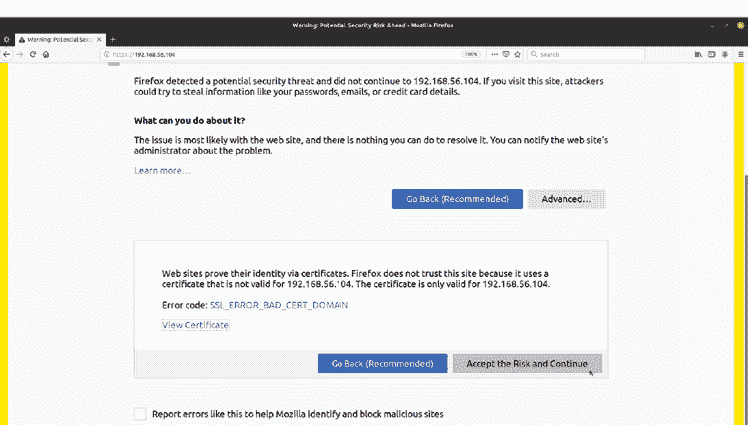 Warning: Potential Security Risk Ahead - Mozilla Firefox
Warning: Potential Secu
https://192.168.56.104
150%
Search
Firefox detected a potential security threat and did not continue to 192.168.56.104. If you visit this site, attackers
could try to steal information like your passwords, emails, or credit card details.
What can you do about it?
The issue is most likely with the web site, and there is nothing you can do to resolve it. You can notify the web site's
administrator about the problem.
Learn more...
Go Back (Recommended)
Advanced...
Web sites prove their identity via certificates. Firefox does not trust this site because it uses a
certificate that is not valid for 192.168.56.104. The certificate is only valid for 192.168.56.104.
Error code: SSL_ERROR_BAD_CERT_DOMAIN
View Certificate
Go Back (Recommended)
Accept the Risk and Continue
Report errors like this to help Mozilla identify and block malicious sites